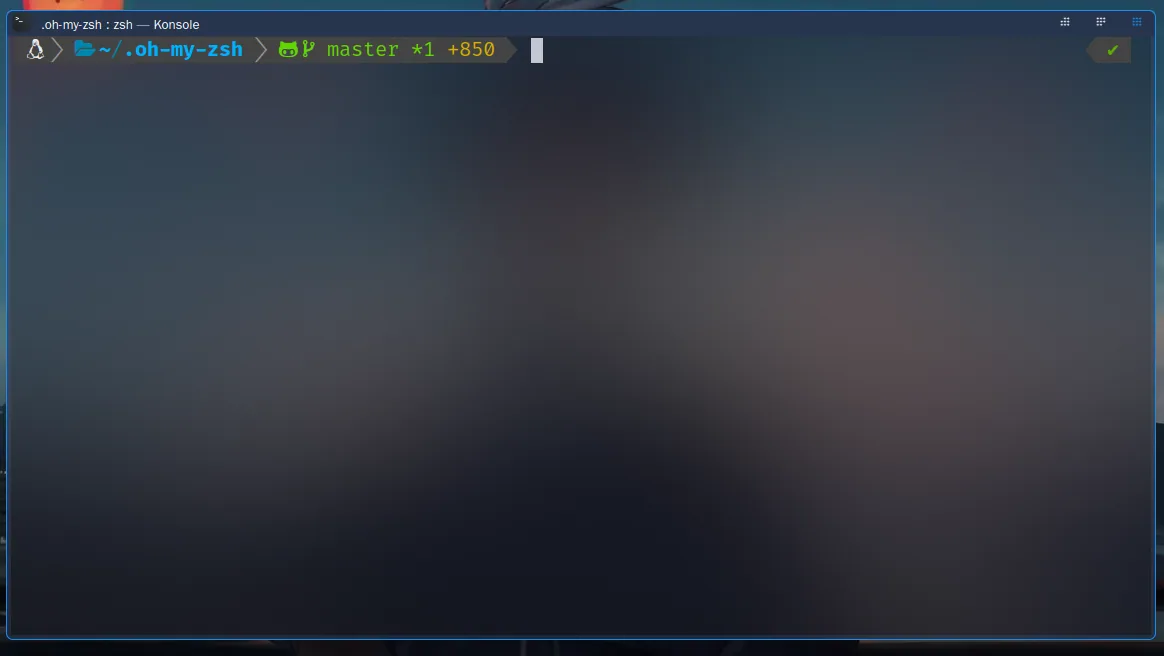 .oh-my-zsh : zsh — Konsole
~/.oh-my-zsh master *1 +850 ✔